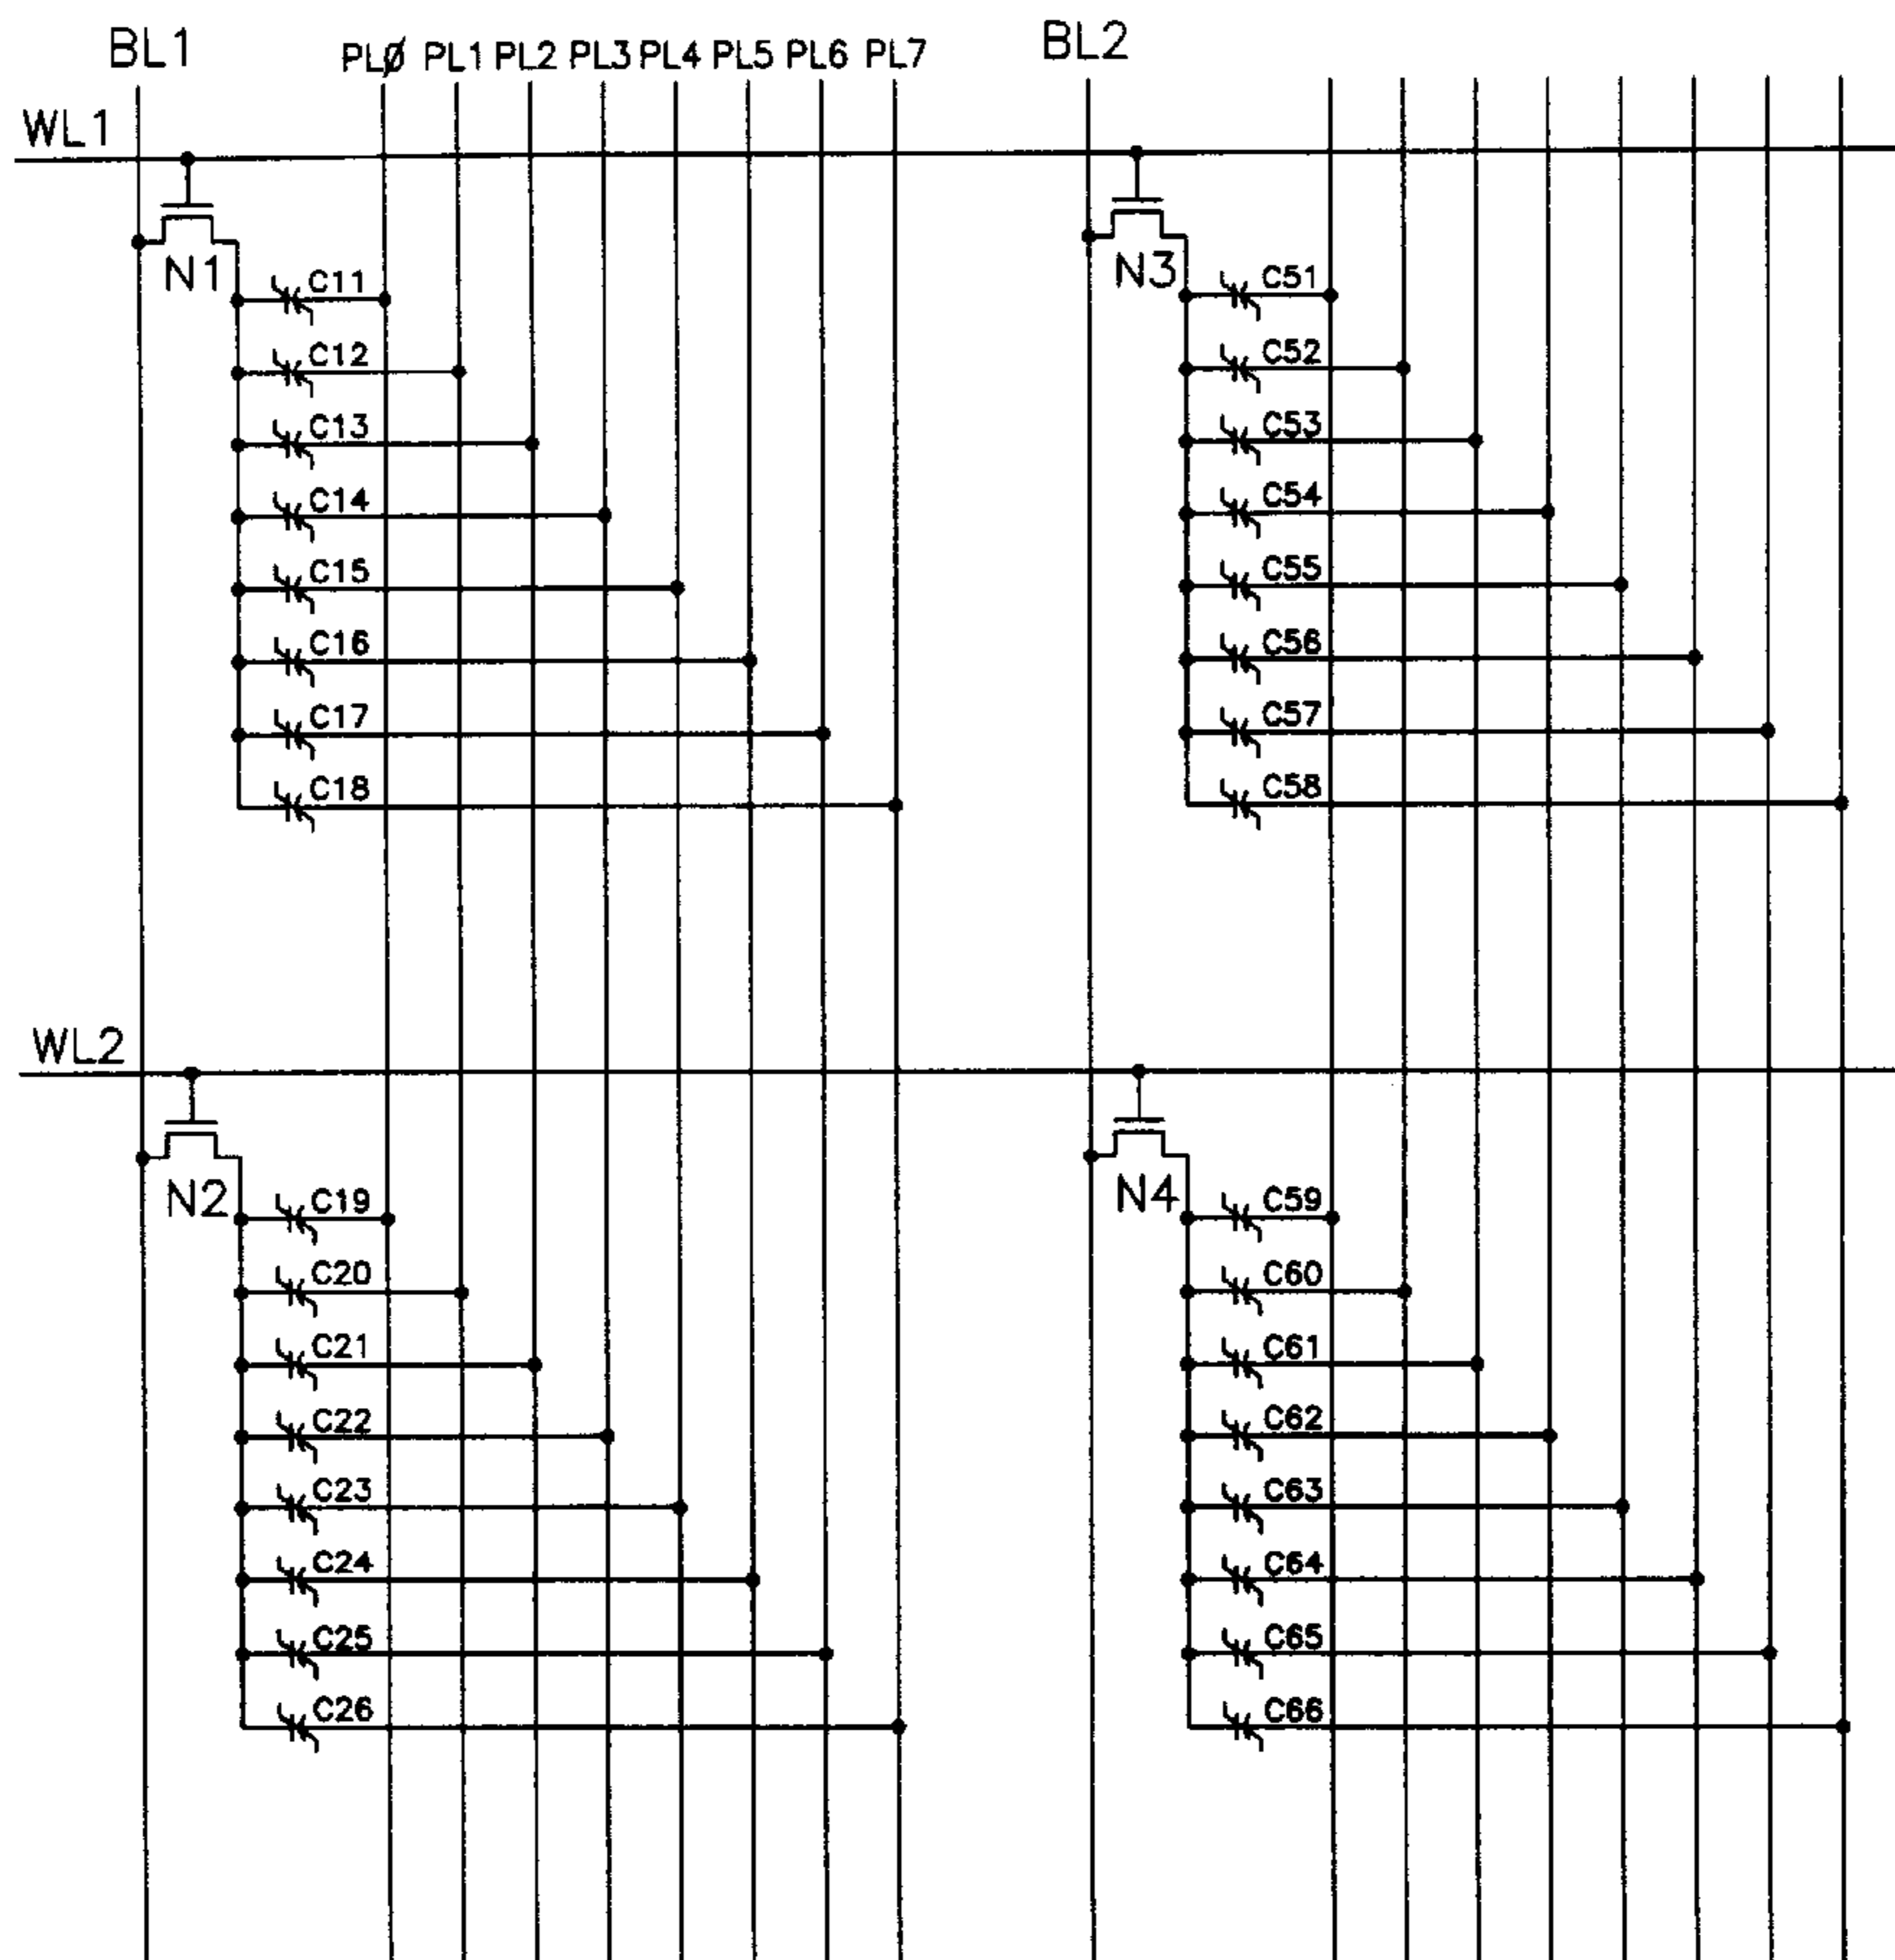 BL1 PLØ PL1 PL2 PL3 PL4 PL5 PL6 PL7 BL2
WL1
N1 N3
C11 C51
C12 C52
C13 C53
C14 C54
C15 C55
C16 C56
C17 C57
C18 C58
WL2
N2 N4
C19 C59
C20 C60
C21 C61
C22 C62
C23 C63
C24 C64
C25 C65
C26 C66